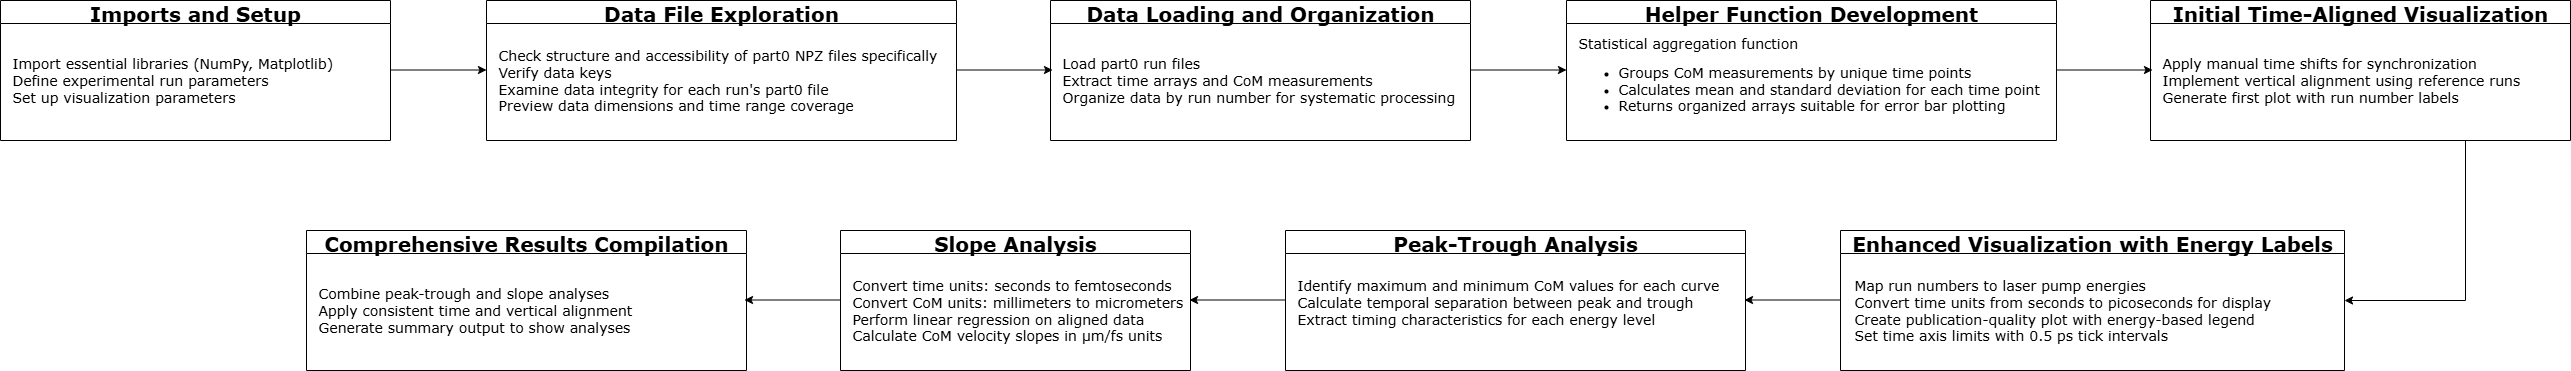 Imports and Setup
Import essential libraries (NumPy, Matplotlib)
Define experimental run parameters
Set up visualization parameters
Data File Exploration
Check structure and accessibility of part0 NPZ files specifically
Verify data keys
Examine data integrity for each run's part0 file
Preview data dimensions and time range coverage
Data Loading and Organization
Load part0 run files
Extract time arrays and CoM measurements
Organize data by run number for systematic processing
Helper Function Development
Statistical aggregation function
• Groups CoM measurements by unique time points
• Calculates mean and standard deviation for each time point
• Returns organized arrays suitable for error bar plotting
Initial Time-Aligned Visualization
Apply manual time shifts for synchronization
Implement vertical alignment using reference runs
Generate first plot with run number labels
Enhanced Visualization with Energy Labels
Map run numbers to laser pump energies
Convert time units from seconds to picoseconds for display
Create publication-quality plot with energy-based legend
Set time axis limits with 0.5 ps tick intervals
Peak-Trough Analysis
Identify maximum and minimum CoM values for each curve
Calculate temporal separation between peak and trough
Extract timing characteristics for each energy level
Slope Analysis
Convert time units: seconds to femtoseconds
Convert CoM units: millimeters to micrometers
Perform linear regression on aligned data
Calculate CoM velocity slopes in μm/fs units
Comprehensive Results Compilation
Combine peak-trough and slope analyses
Apply consistent time and vertical alignment
Generate summary output to show analyses